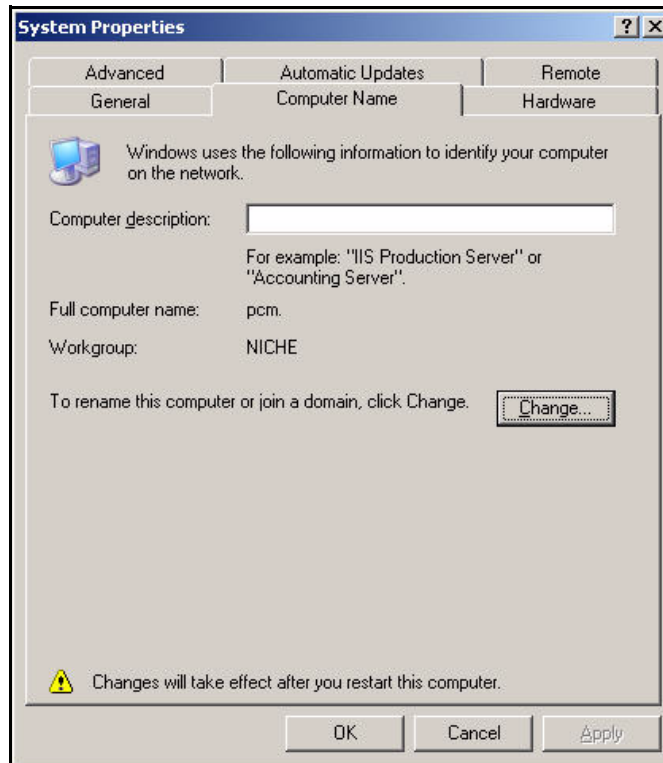 System Properties
Advanced
Automatic Updates
Remote
General
Computer Name
Hardware
Windows uses the following information to identify your computer
on the network.
Computer description:
For example: "IIS Production Server" or
"Accounting Server".
Full computer name: pcm.
Workgroup: NICHE
To rename this computer or join a domain, click Change.
Change...
Changes will take effect after you restart this computer.
OK
Cancel
Apply